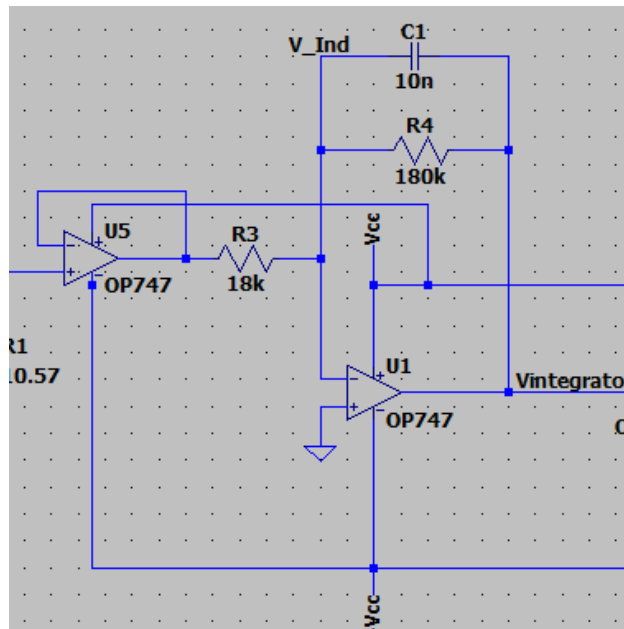 C1
V_Ind
10n
R4
180k
U5
R3
Vcc
OP747
18k
R1
10.57
U1
Vintegrato
OP747
Vcc